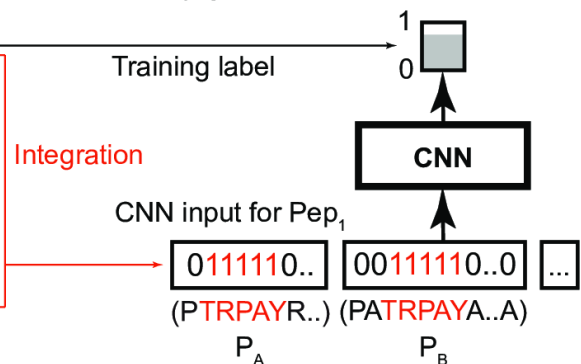 1
Training label
0
Integration
CNN
CNN input for Pep1
0111110.. 00111110..0 ...
(PTRPAYR..) (PATRPAYA..A)
PA PB